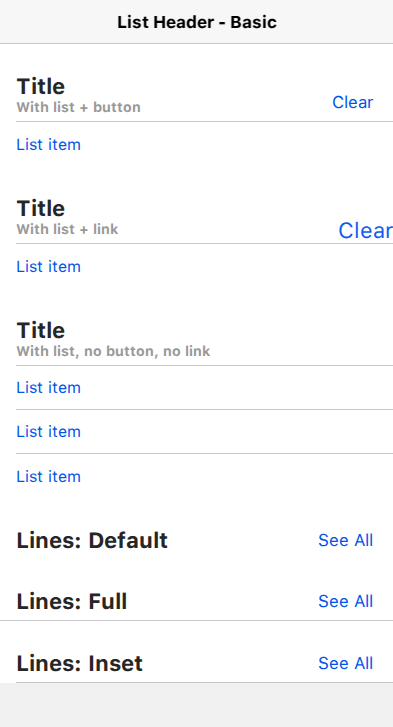 List Header - Basic
Title
With list + button
Clear
List item
Title
With list + link
Clear
List item
Title
With list, no button, no link
List item
List item
List item
Lines: Default
See All
Lines: Full
See All
Lines: Inset
See All